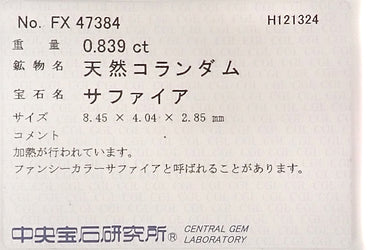 No. FX 47384 H121324
重 量 0.839 ct
鉱物名 天然コランダム
宝石名 サファイア
サイズ 8.45 × 4.04 × 2.85 mm
コメント
加熱が行われています。
ファンシーカラーサファイアと呼ばれることがあります。
中央宝石研究所® CENTRAL GEM
LABORATORY